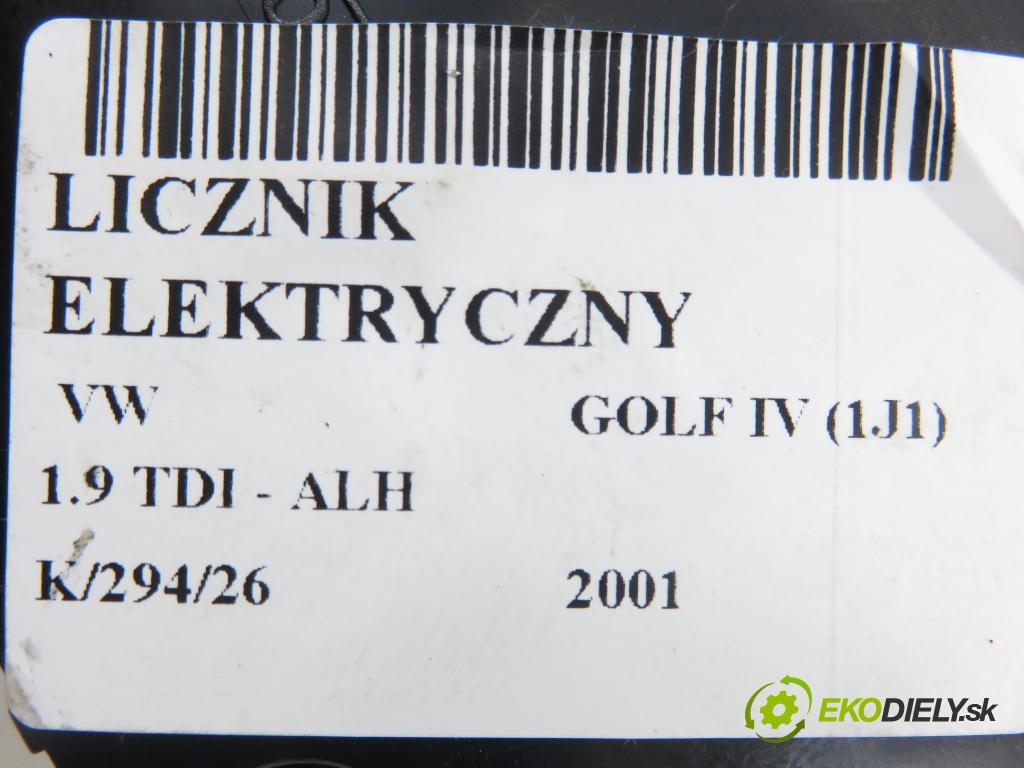 LICZNIK
ELEKTRYCZNY
VW GOLF IV (1J1)
1.9 TDI - ALH
K/294/26 2001
EKODIELY.sk